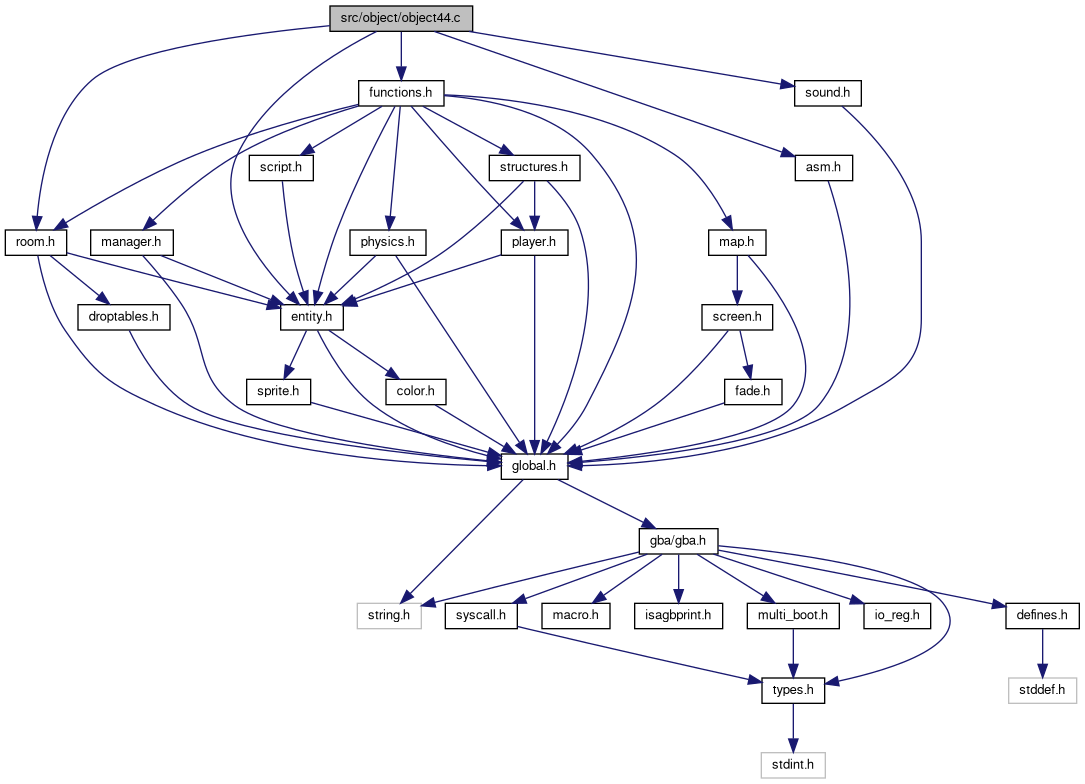 src/object/object44.c
functions.h
sound.h
script.h
structures.h
asm.h
room.h
manager.h
physics.h
player.h
map.h
droptables.h
entity.h
screen.h
sprite.h
color.h
fade.h
global.h
gba/gba.h
string.h
syscall.h
macro.h
isagbprint.h
multi_boot.h
io_reg.h
defines.h
types.h
stddef.h
stdint.h